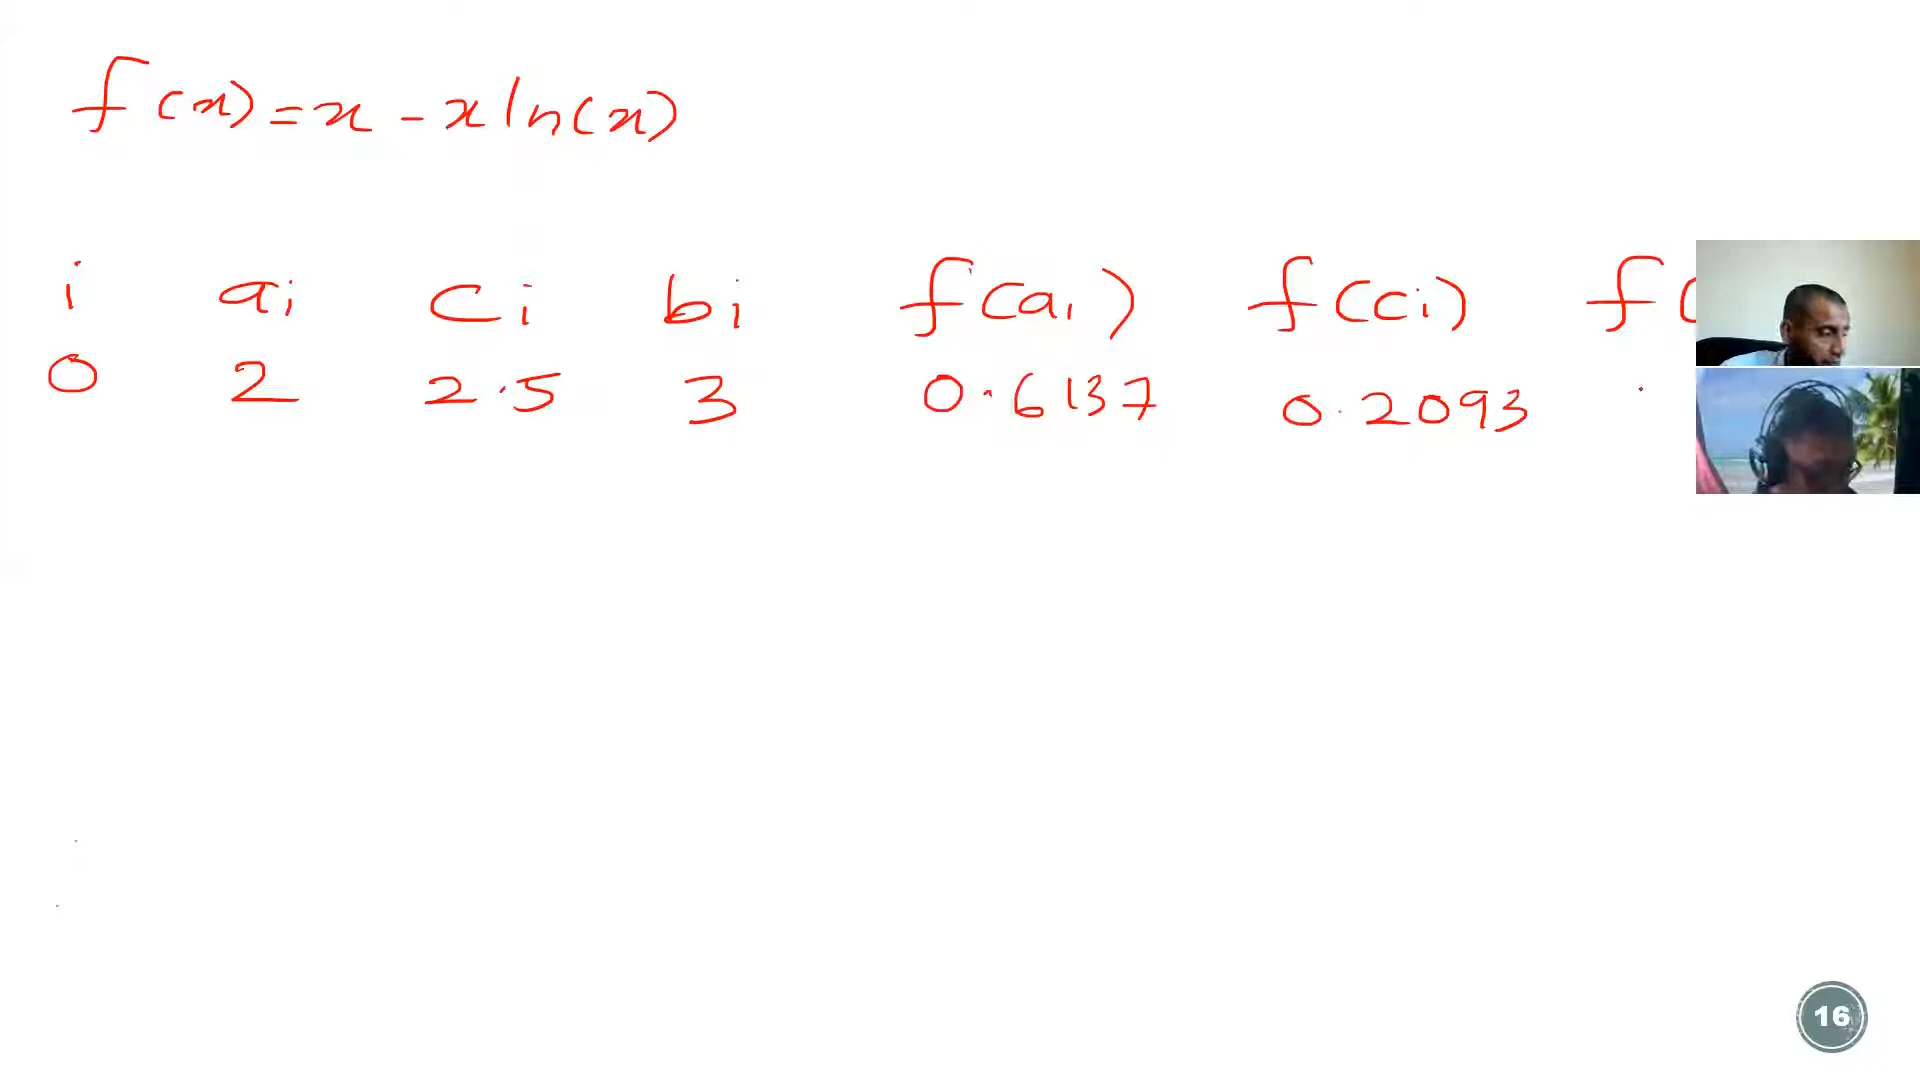 f(x) = x - x ln(x)
i ai ci bi f(ai) f(ci) f(
0 2 2.5 3 0.6137 0.2093
16